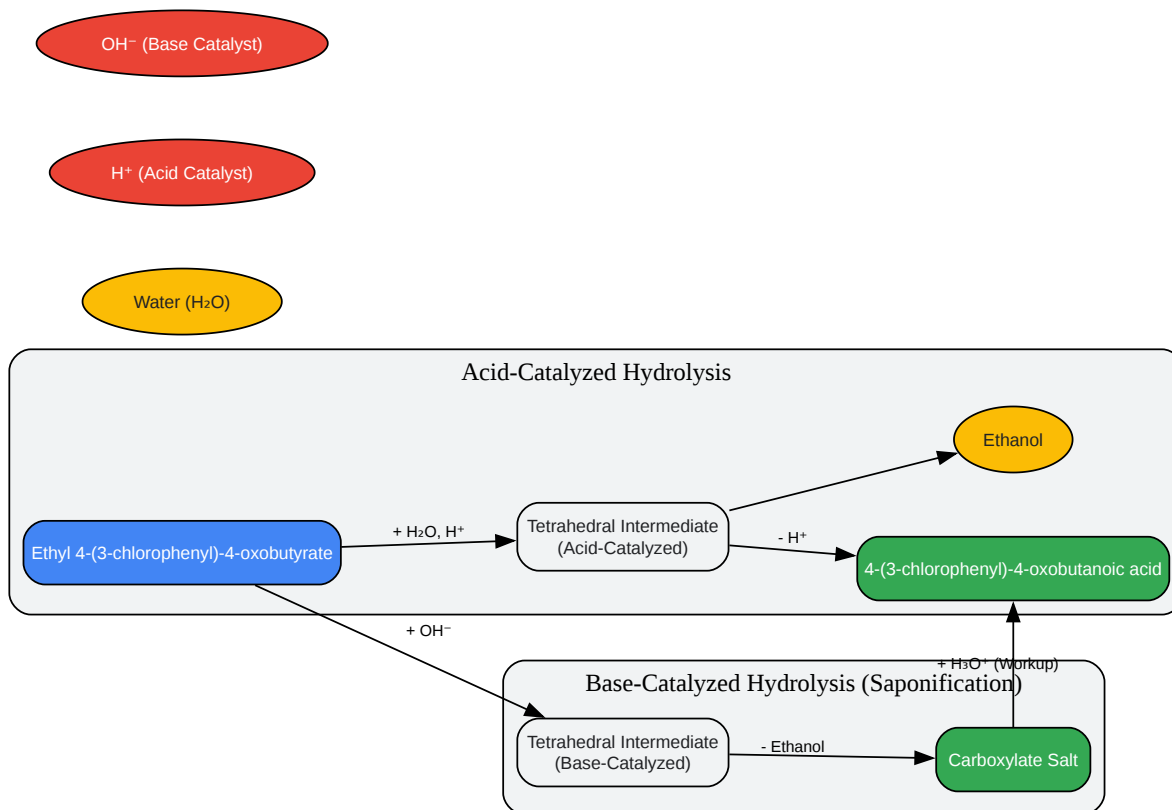 OH⁻ (Base Catalyst)
H⁺ (Acid Catalyst)
Water (H₂O)
Acid-Catalyzed Hydrolysis
Ethanol
Ethyl 4-(3-chlorophenyl)-4-oxobutyrate
+ H₂O, H⁺
Tetrahedral Intermediate
(Acid-Catalyzed)
- H⁺
4-(3-chlorophenyl)-4-oxobutanoic acid
+ OH⁻
+ H₃O⁺ (Workup)
Base-Catalyzed Hydrolysis (Saponification)
Tetrahedral Intermediate
(Base-Catalyzed)
- Ethanol
Carboxylate Salt